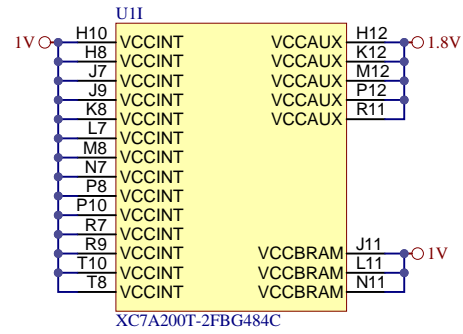 U1I
1V H10 VCCINT VCCAUX H12 1.8V
H8 VCCINT VCCAUX K12
J7 VCCINT VCCAUX M12
J9 VCCINT VCCAUX P12
K8 VCCINT VCCAUX R11
L7 VCCINT
M8 VCCINT
N7 VCCINT
P8 VCCINT
P10 VCCINT
R7 VCCINT
R9 VCCINT VCCBRAM J11 1V
T10 VCCINT VCCBRAM L11
T8 VCCINT VCCBRAM N11
XC7A200T-2FBG484C